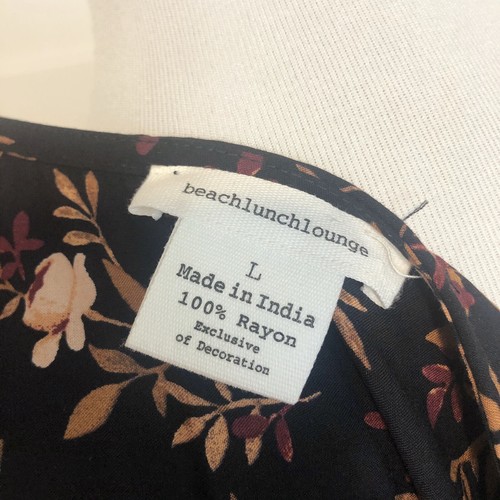 beachlunchlounge
L
Made in India
100% Rayon
Exclusive
of Decoration